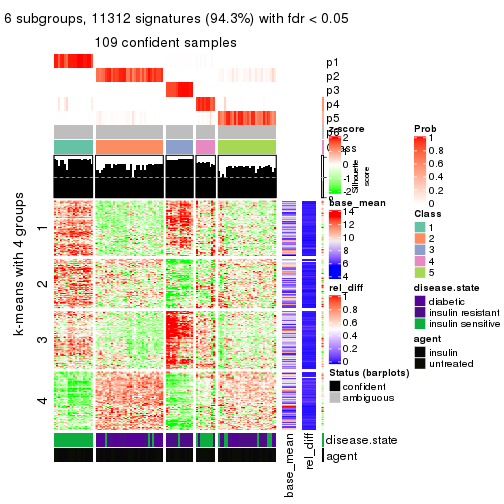 6 subgroups, 11312 signatures (94.3%) with fdr < 0.05
109 confident samples
p1
p2
p3
p4
p5
Class
Silhouette
score
k-means with 4 groups
1
2
3
4
base_mean
rel_diff
disease.state
agent
z-score
2
1
0
-1
-2
base_mean
14
12
10
8
6
4
rel_diff
1
0.8
0.6
0.4
0.2
0
Status (barplots)
confident
ambiguous
Prob
1
0.8
0.6
0.4
0.2
0
Class
1
2
3
4
5
disease.state
diabetic
insulin resistant
insulin sensitive
agent
insulin
untreated